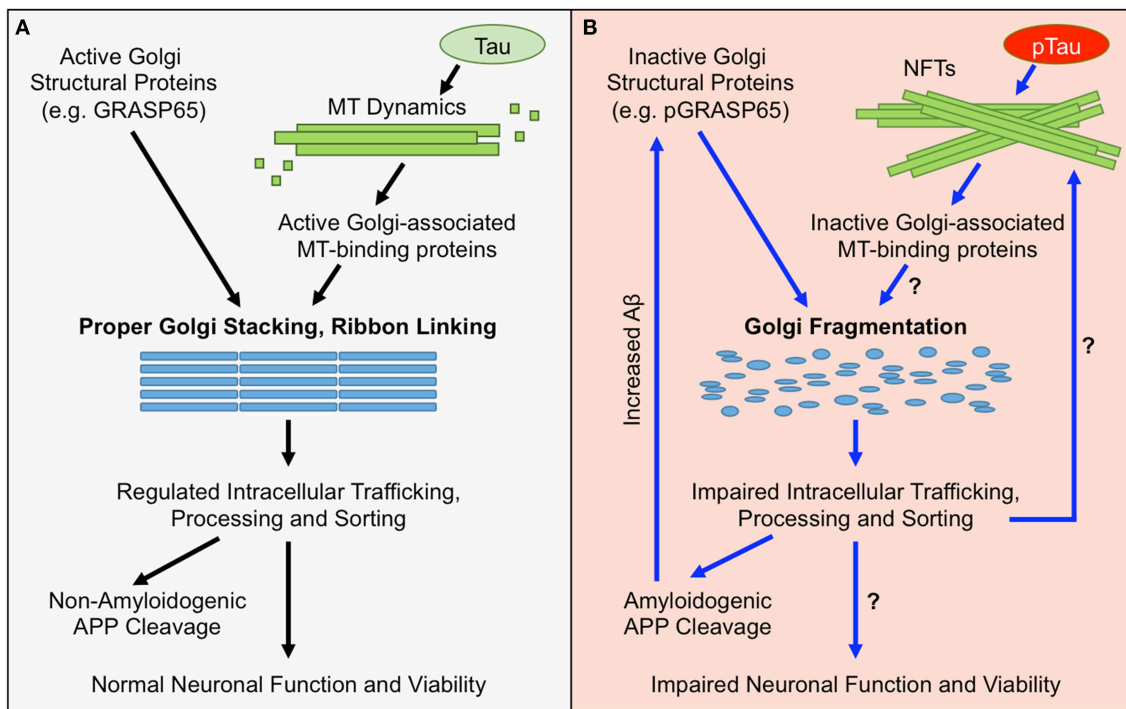 A
Active Golgi
Structural Proteins
(e.g. GRASP65)
Tau
MT Dynamics
Active Golgi-associated
MT-binding proteins
Proper Golgi Stacking, Ribbon Linking
Regulated Intracellular Trafficking,
Processing and Sorting
Non-Amyloidogenic
APP Cleavage
Normal Neuronal Function and Viability
B
Inactive Golgi
Structural Proteins
(e.g. pGRASP65)
pTau
NFTs
Inactive Golgi-associated
MT-binding proteins
?
Golgi Fragmentation
Increased Aβ
?
Impaired Intracellular Trafficking,
Processing and Sorting
Amyloidogenic
APP Cleavage
?
Impaired Neuronal Function and Viability